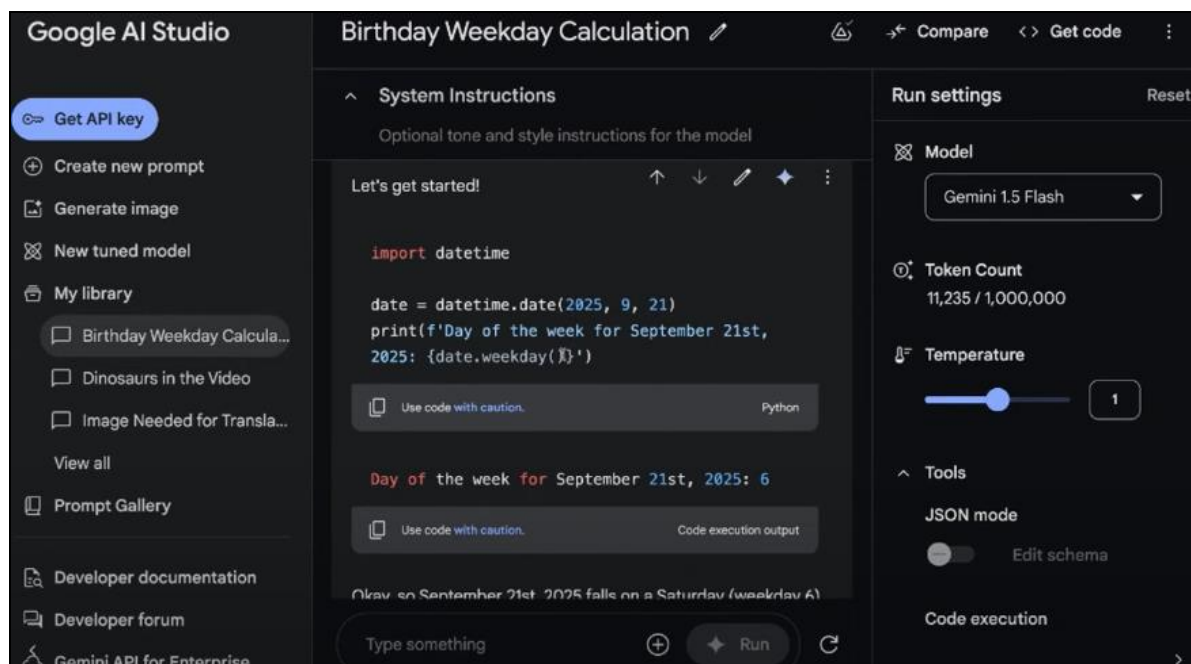 Google AI Studio
Get API key
Create new prompt
Generate image
New tuned model
My library
Birthday Weekday Calcula...
Dinosaurs in the Video
Image Needed for Transla...
View all
Prompt Gallery
Developer documentation
Developer forum
Gemini API for Enterprise
Birthday Weekday Calculation
Compare
<> Get code
System Instructions
Optional tone and style instructions for the model
Let's get started!
import datetime
date = datetime.date(2025, 9, 21)
print(f'Day of the week for September 21st,
2025: {date.weekday()}')
Use code with caution.
Python
Day of the week for September 21st, 2025: 6
Use code with caution.
Code execution output
Okay, so September 21st, 2025 falls on a Saturday (weekday 6)
Type something
Run
Run settings
Reset
Model
Gemini 1.5 Flash
Token Count
11,235 / 1,000,000
Temperature
1
Tools
JSON mode
Edit schema
Code execution